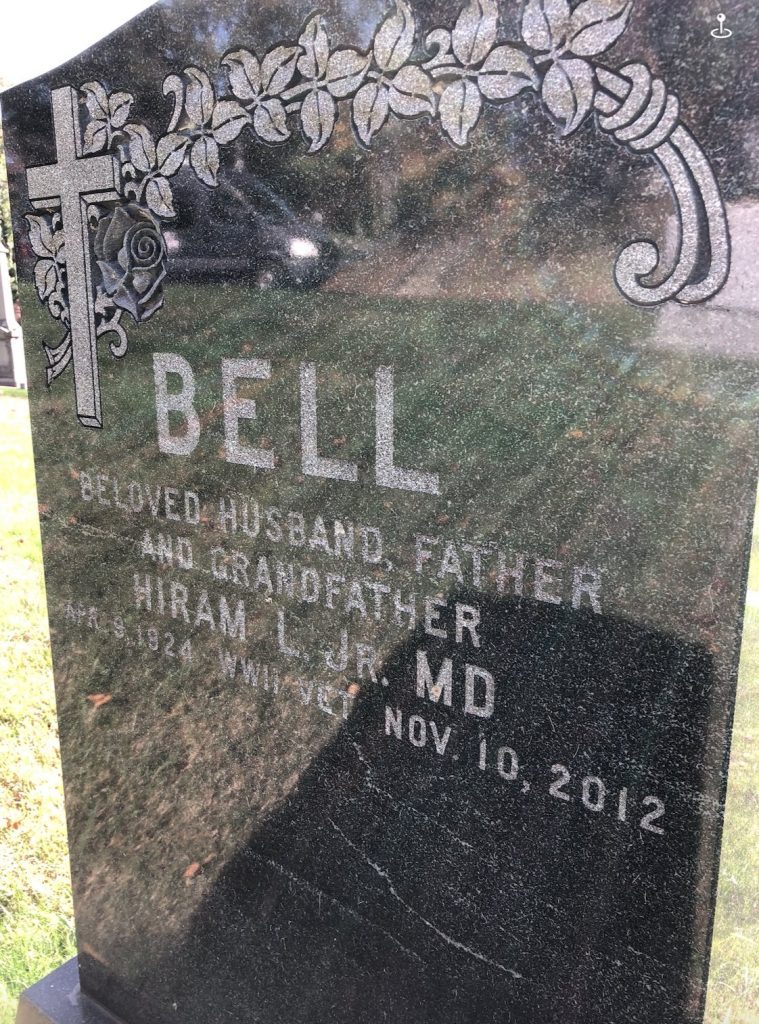 BELL
BELOVED HUSBAND, FATHER
AND GRANDFATHER
HIRAM L. JR. MD
APR. 9, 1924 WWII VET NOV. 10, 2012